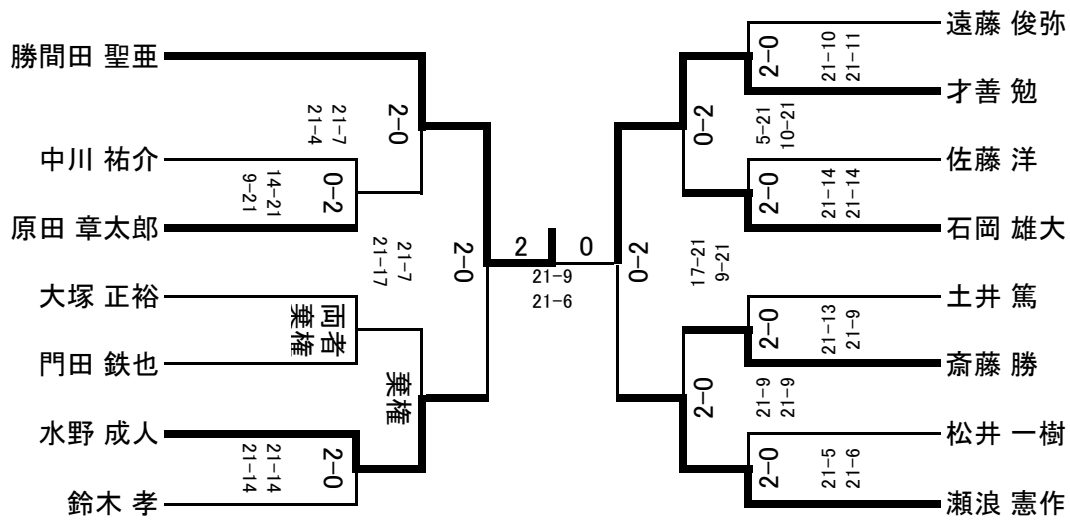 勝間田 聖亜
中川 祐介
原田 章太郎
大塚 正裕
門田 鉄也
水野 成人
鈴木 孝
2-0
21-7
21-4
0-2
14-21
9-21
両者
棄権
棄権
2-0
21-14
21-14
2-0
21-7
21-17
2
0
21-9
21-6
0-2
17-21
9-21
0-2
5-21
10-21
2-0
21-9
21-9
2-0
21-10
21-11
2-0
21-14
21-14
2-0
21-13
21-9
2-0
21-5
21-6
遠藤 俊弥
才善 勉
佐藤 洋
石岡 雄大
土井 篤
斎藤 勝
松井 一樹
瀬浪 憲作